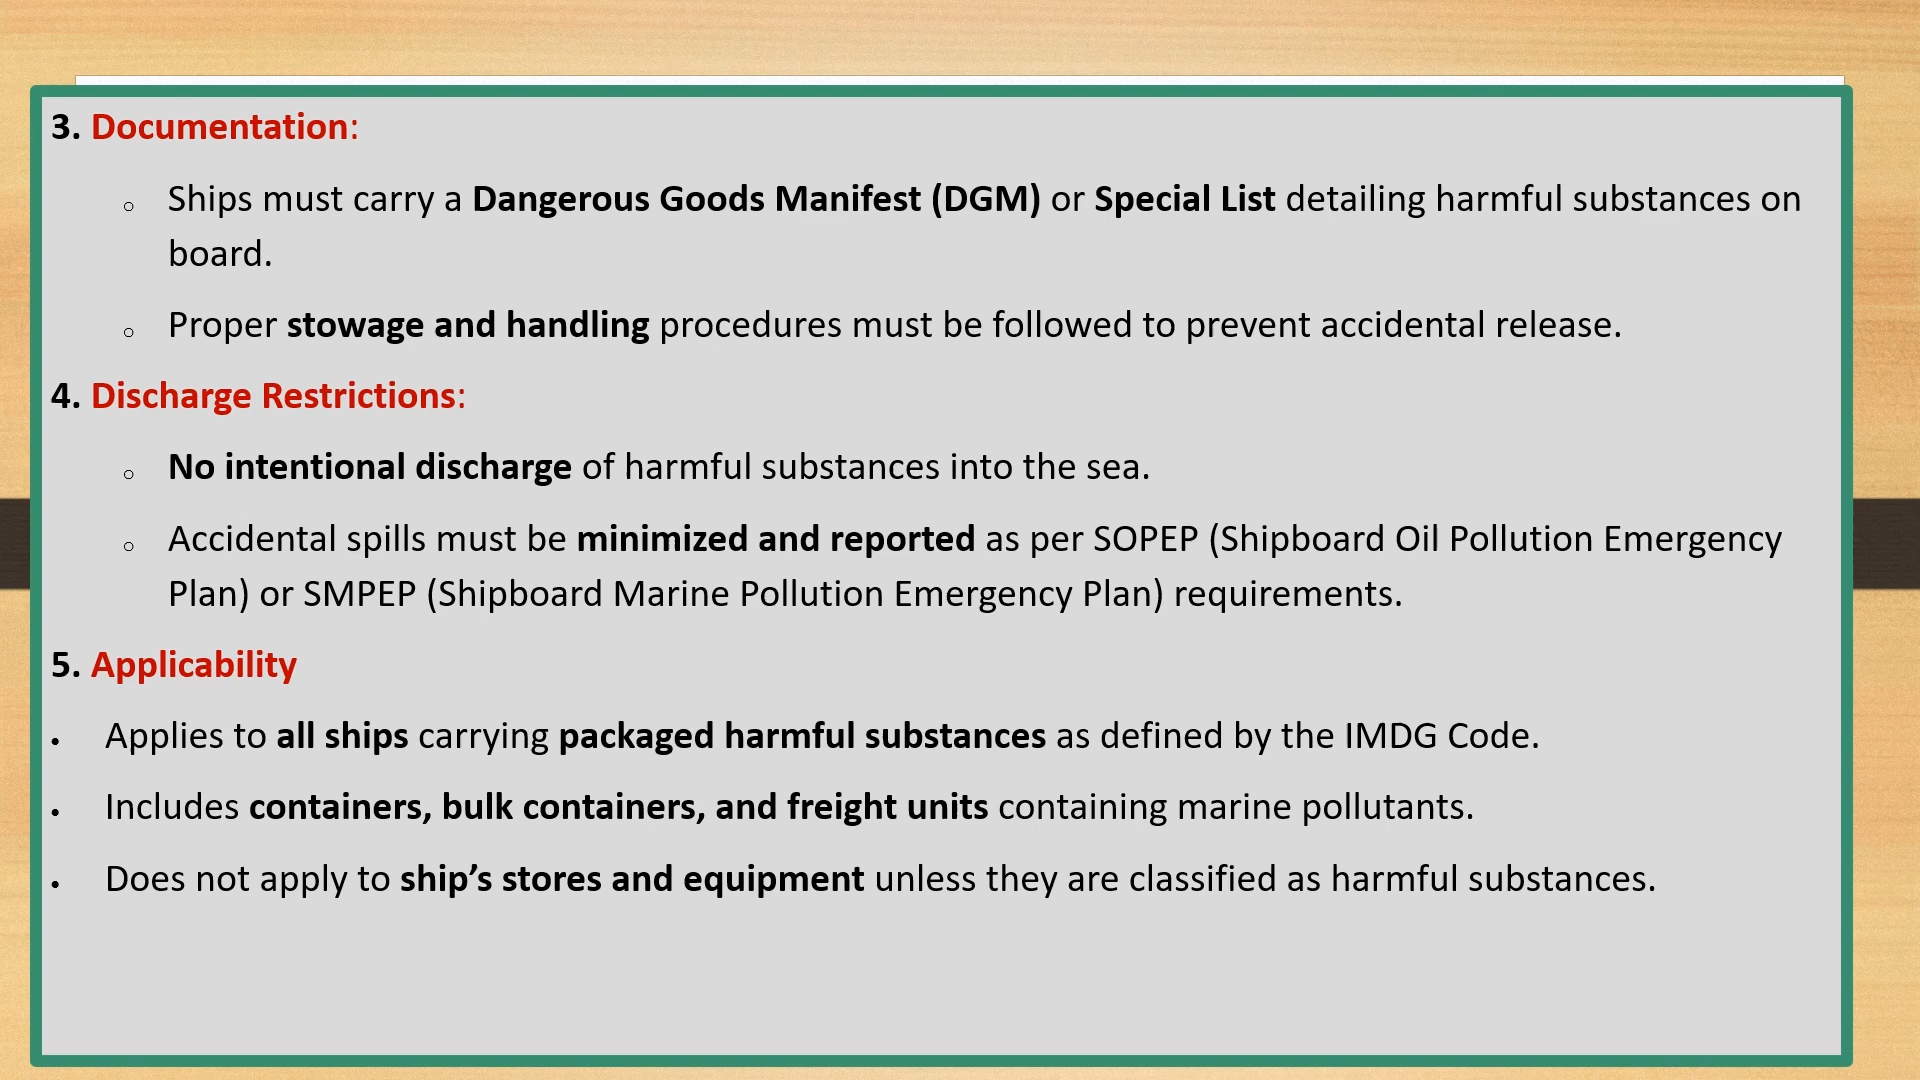 3. Documentation:
○ Ships must carry a Dangerous Goods Manifest (DGM) or Special List detailing harmful substances on
board.
○ Proper stowage and handling procedures must be followed to prevent accidental release.
4. Discharge Restrictions:
○ No intentional discharge of harmful substances into the sea.
○ Accidental spills must be minimized and reported as per SOPEP (Shipboard Oil Pollution Emergency
Plan) or SMPEP (Shipboard Marine Pollution Emergency Plan) requirements.
5. Applicability
• Applies to all ships carrying packaged harmful substances as defined by the IMDG Code.
• Includes containers, bulk containers, and freight units containing marine pollutants.
• Does not apply to ship’s stores and equipment unless they are classified as harmful substances.